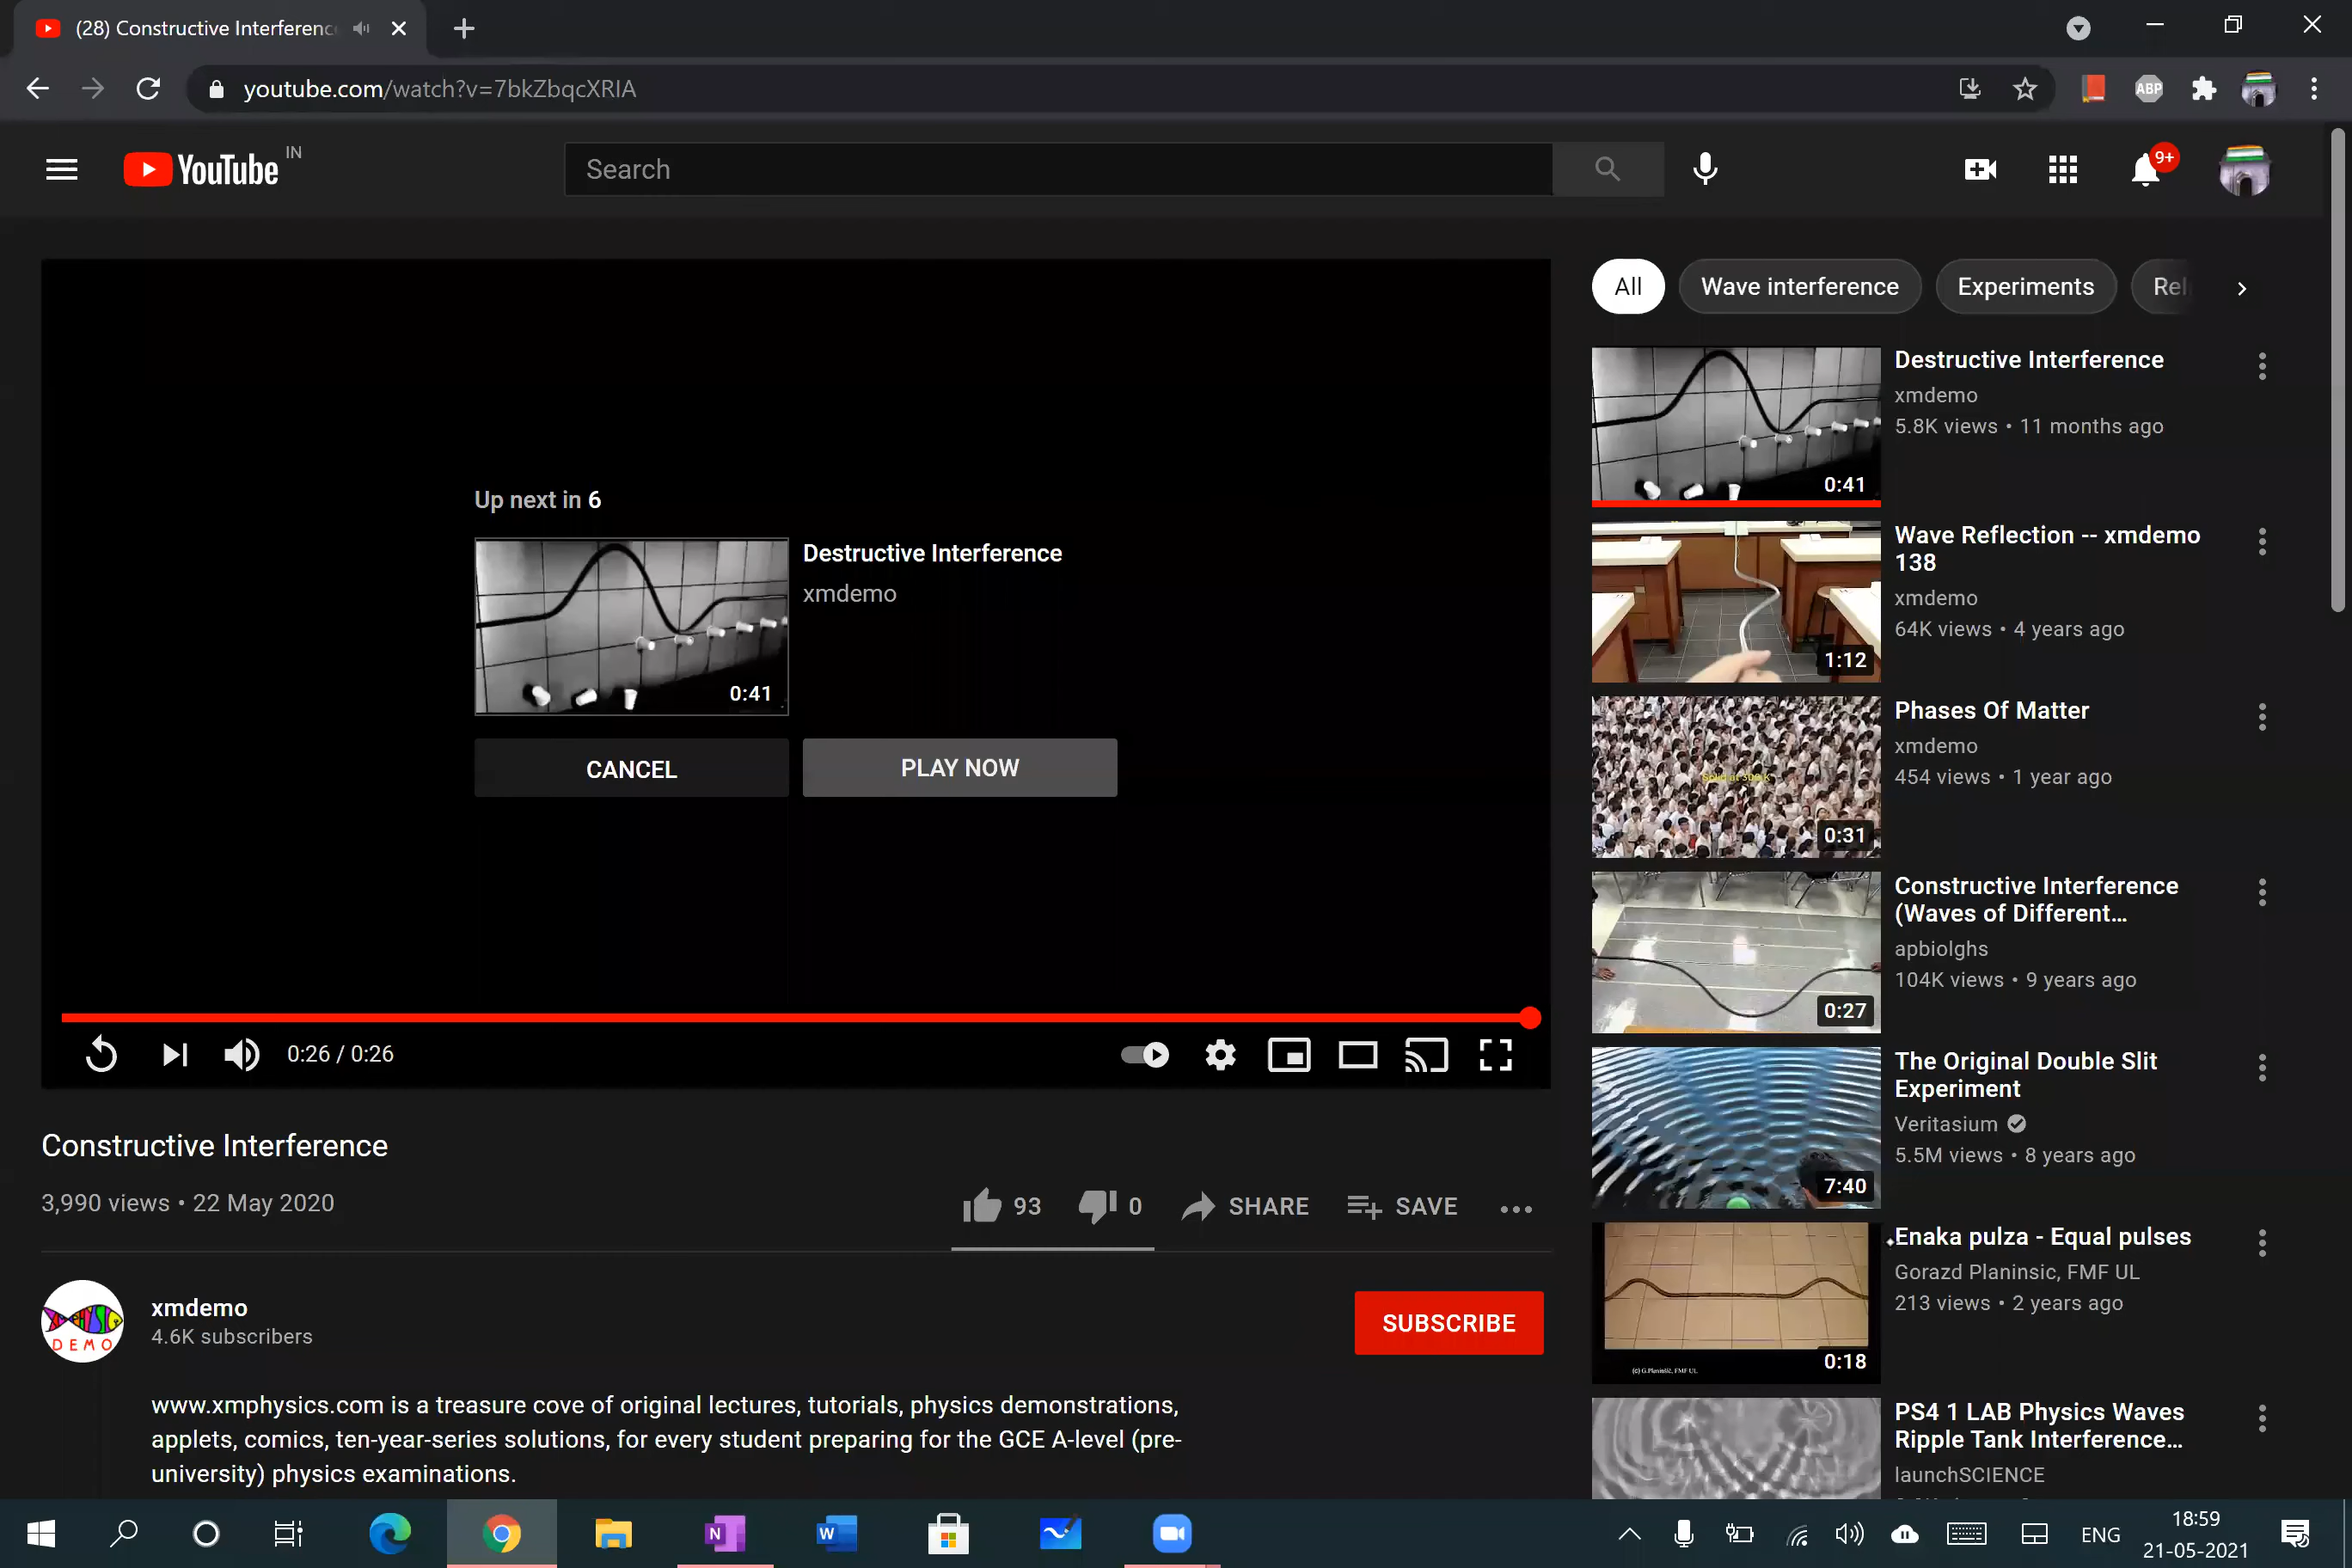 (28) Constructive Interference
youtube.com/watch?v=7bkZbqcXRIA
ABP
YouTube IN
Search
9+
Up next in 6
Destructive Interference
xmdemo
0:41
CANCEL
PLAY NOW
0:26 / 0:26
Constructive Interference
3,990 views • 22 May 2020
93
0
SHARE
SAVE
DEMO
xmdemo
4.6K subscribers
SUBSCRIBE
www.xmphysics.com is a treasure cove of original lectures, tutorials, physics demonstrations,
applets, comics, ten-year-series solutions, for every student preparing for the GCE A-level (pre-
university) physics examinations.
All
Wave interference
Experiments
Destructive Interference
xmdemo
5.8K views • 11 months ago
0:41
Wave Reflection -- xmdemo
138
xmdemo
64K views • 4 years ago
1:12
Phases Of Matter
xmdemo
454 views • 1 year ago
0:31
Constructive Interference
(Waves of Different...
apbiolghs
104K views • 9 years ago
0:27
The Original Double Slit
Experiment
Veritasium
5.5M views • 8 years ago
7:40
Enaka pulza - Equal pulses
Gorazd Planinsic, FMF UL
213 views • 2 years ago
0:18
PS4 1 LAB Physics Waves
Ripple Tank Interference...
launchSCIENCE
N
W
ENG
18:59
21-05-2021